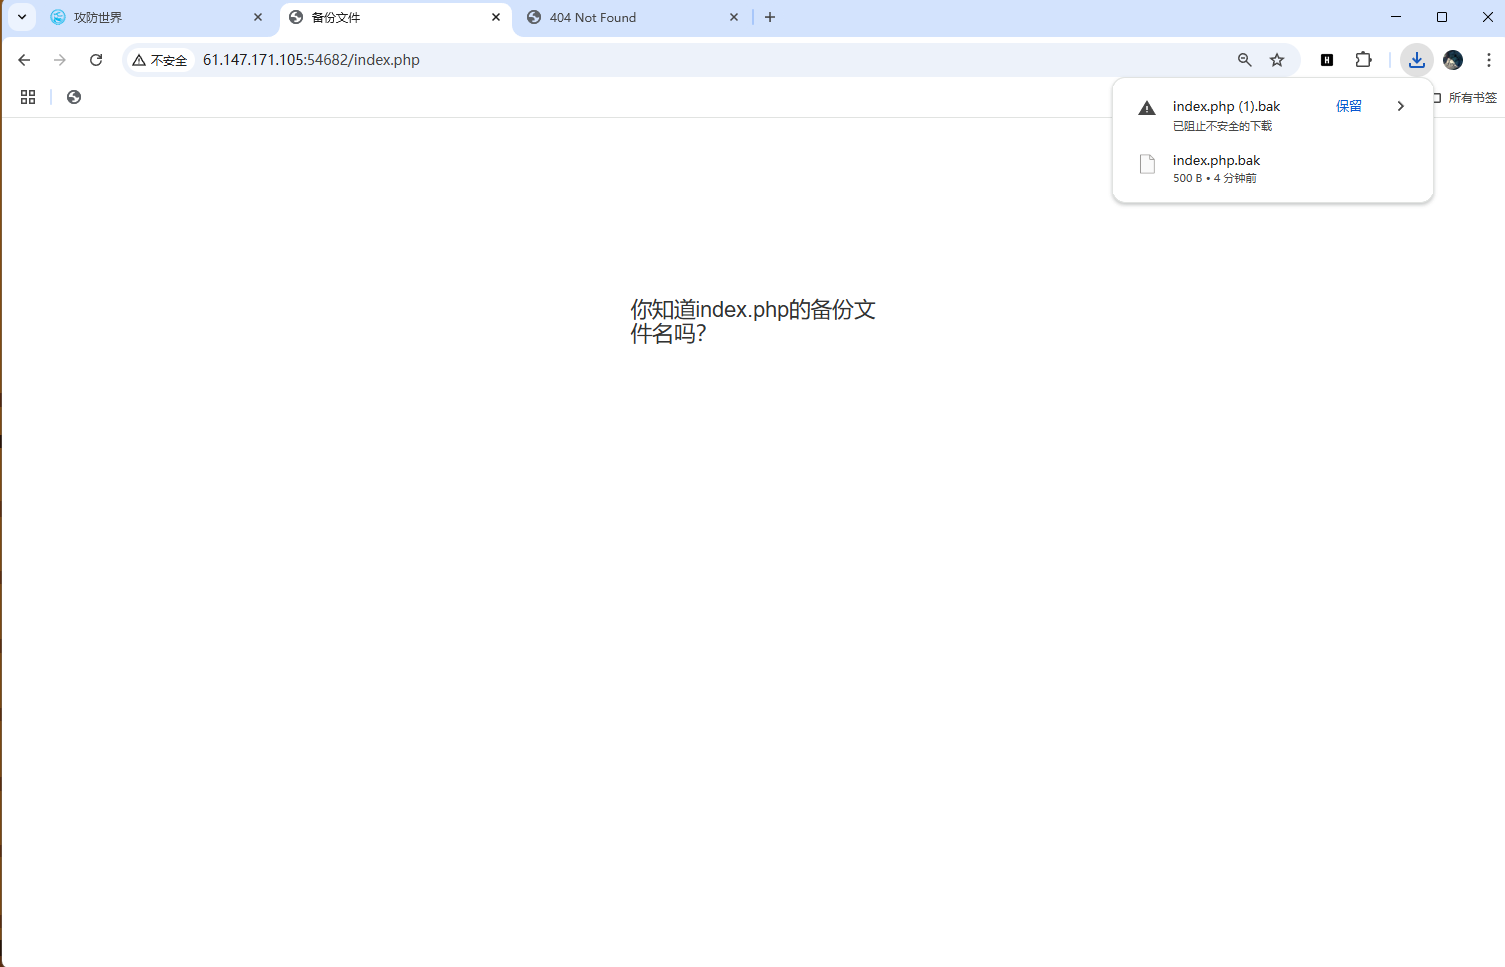 攻防世界
备份文件
404 Not Found
不安全
61.147.171.105:54682/index.php
所有书签
index.php (1).bak
保留
已阻止不安全的下载
index.php.bak
500 B • 4 分钟前
你知道index.php的备份文
件名吗？